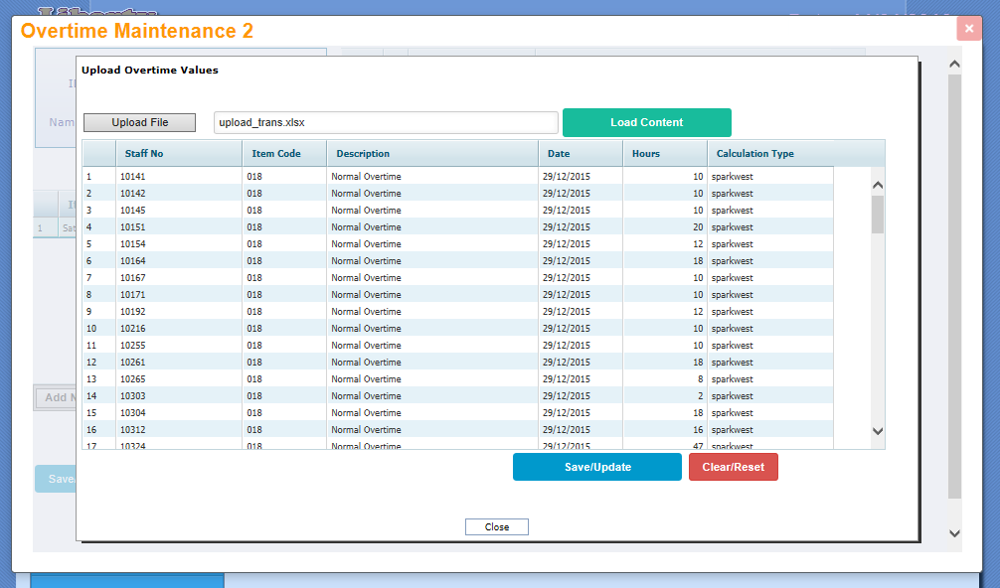 Overtime Maintenance 2
×
Upload Overtime Values
Upload File upload_trans.xlsx Load Content
Staff No Item Code Description Date Hours Calculation Type
1 10141 018 Normal Overtime 29/12/2015 10 sparkwest
2 10142 018 Normal Overtime 29/12/2015 10 sparkwest
3 10145 018 Normal Overtime 29/12/2015 10 sparkwest
4 10151 018 Normal Overtime 29/12/2015 20 sparkwest
5 10154 018 Normal Overtime 29/12/2015 12 sparkwest
6 10164 018 Normal Overtime 29/12/2015 18 sparkwest
7 10167 018 Normal Overtime 29/12/2015 10 sparkwest
8 10171 018 Normal Overtime 29/12/2015 10 sparkwest
9 10192 018 Normal Overtime 29/12/2015 12 sparkwest
10 10216 018 Normal Overtime 29/12/2015 10 sparkwest
11 10255 018 Normal Overtime 29/12/2015 10 sparkwest
12 10261 018 Normal Overtime 29/12/2015 18 sparkwest
13 10265 018 Normal Overtime 29/12/2015 8 sparkwest
14 10303 018 Normal Overtime 29/12/2015 2 sparkwest
15 10304 018 Normal Overtime 29/12/2015 18 sparkwest
16 10312 018 Normal Overtime 29/12/2015 16 sparkwest
17 10324 018 Normal Overtime 29/12/2015 47 sparkwest
Save/Update Clear/Reset
Close
Nam
1 Sat
Add N
Save/